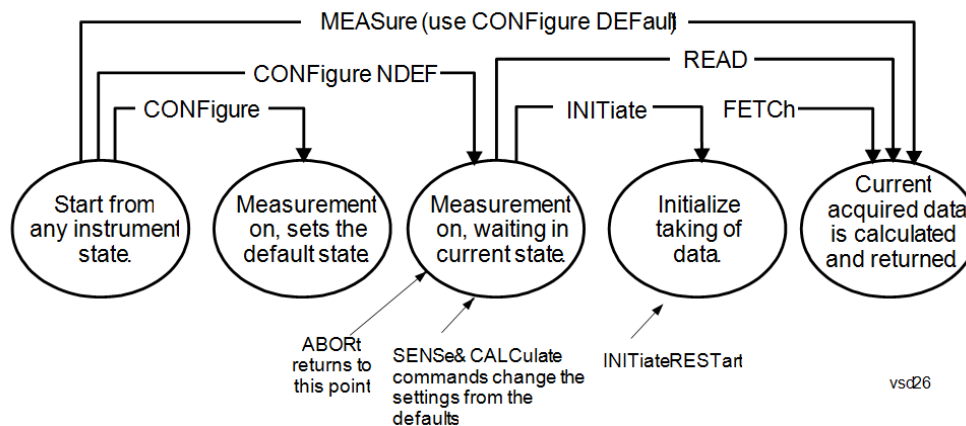 MEASure (use CONFigure DEFault)
CONFigure NDEF
READ
CONFigure
INITiate
FETCh
Start from
any instrument
state.
Measurement
on, sets the
default state.
Measurement
on, waiting in
current state.
Initialize
taking of
data.
Current
acquired data
is calculated
and returned.
ABORt
returns to
this point
SENSe& CALCulate
commands change the
settings from the
defaults
INITiateRESTart
vsd26